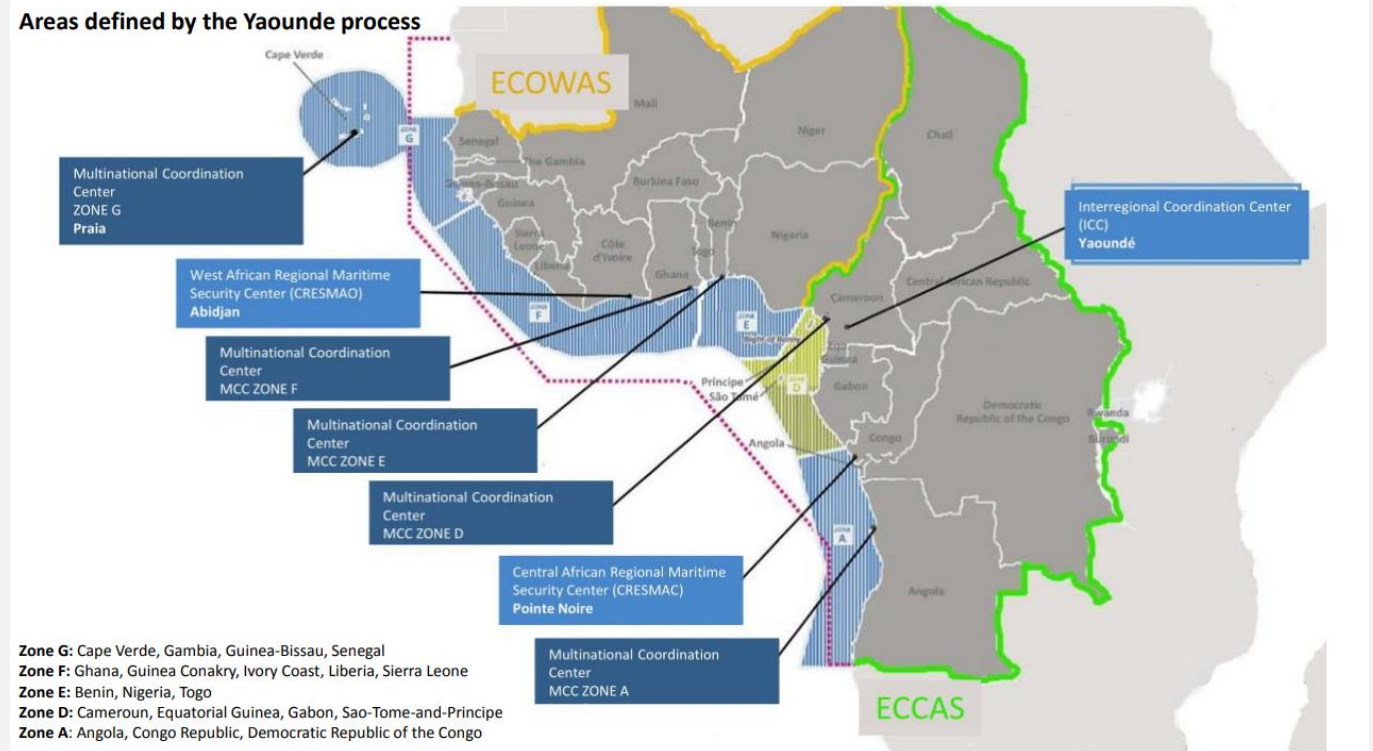 Areas defined by the Yaounde process
Cape Verde
ECOWAS
Mali
Niger
Chad
ZONE
G
Senegal
The Gambia
Guinea-Bissau
Burkina Faso
Guinea
Benin
Multinational Coordination
Center
ZONE G
Praia
Interregional Coordination Center
(ICC)
Yaoundé
Sierra
Leone
Côte
d'Ivoire
Togo
Nigeria
Liberia
Ghana
West African Regional Maritime
Security Center (CRESMAO)
Abidjan
Central African Republic
Cameroon
ZONE
F
ZONE
E
Bight of Bonny
Multinational Coordination
Center
MCC ZONE F
Guinea
Principe
São Tomé
ZONE
D
Gabon
Democratic
Republic of the Congo
Rwanda
Burundi
Multinational Coordination
Center
MCC ZONE E
Angola
Congo
Multinational Coordination
Center
MCC ZONE D
ZONE
A
Central African Regional Maritime
Security Center (CRESMAC)
Pointe Noire
Angola
Multinational Coordination
Center
MCC ZONE A
ECCAS
Zone G: Cape Verde, Gambia, Guinea-Bissau, Senegal
Zone F: Ghana, Guinea Conakry, Ivory Coast, Liberia, Sierra Leone
Zone E: Benin, Nigeria, Togo
Zone D: Cameroun, Equatorial Guinea, Gabon, Sao-Tome-and-Principe
Zone A: Angola, Congo Republic, Democratic Republic of the Congo